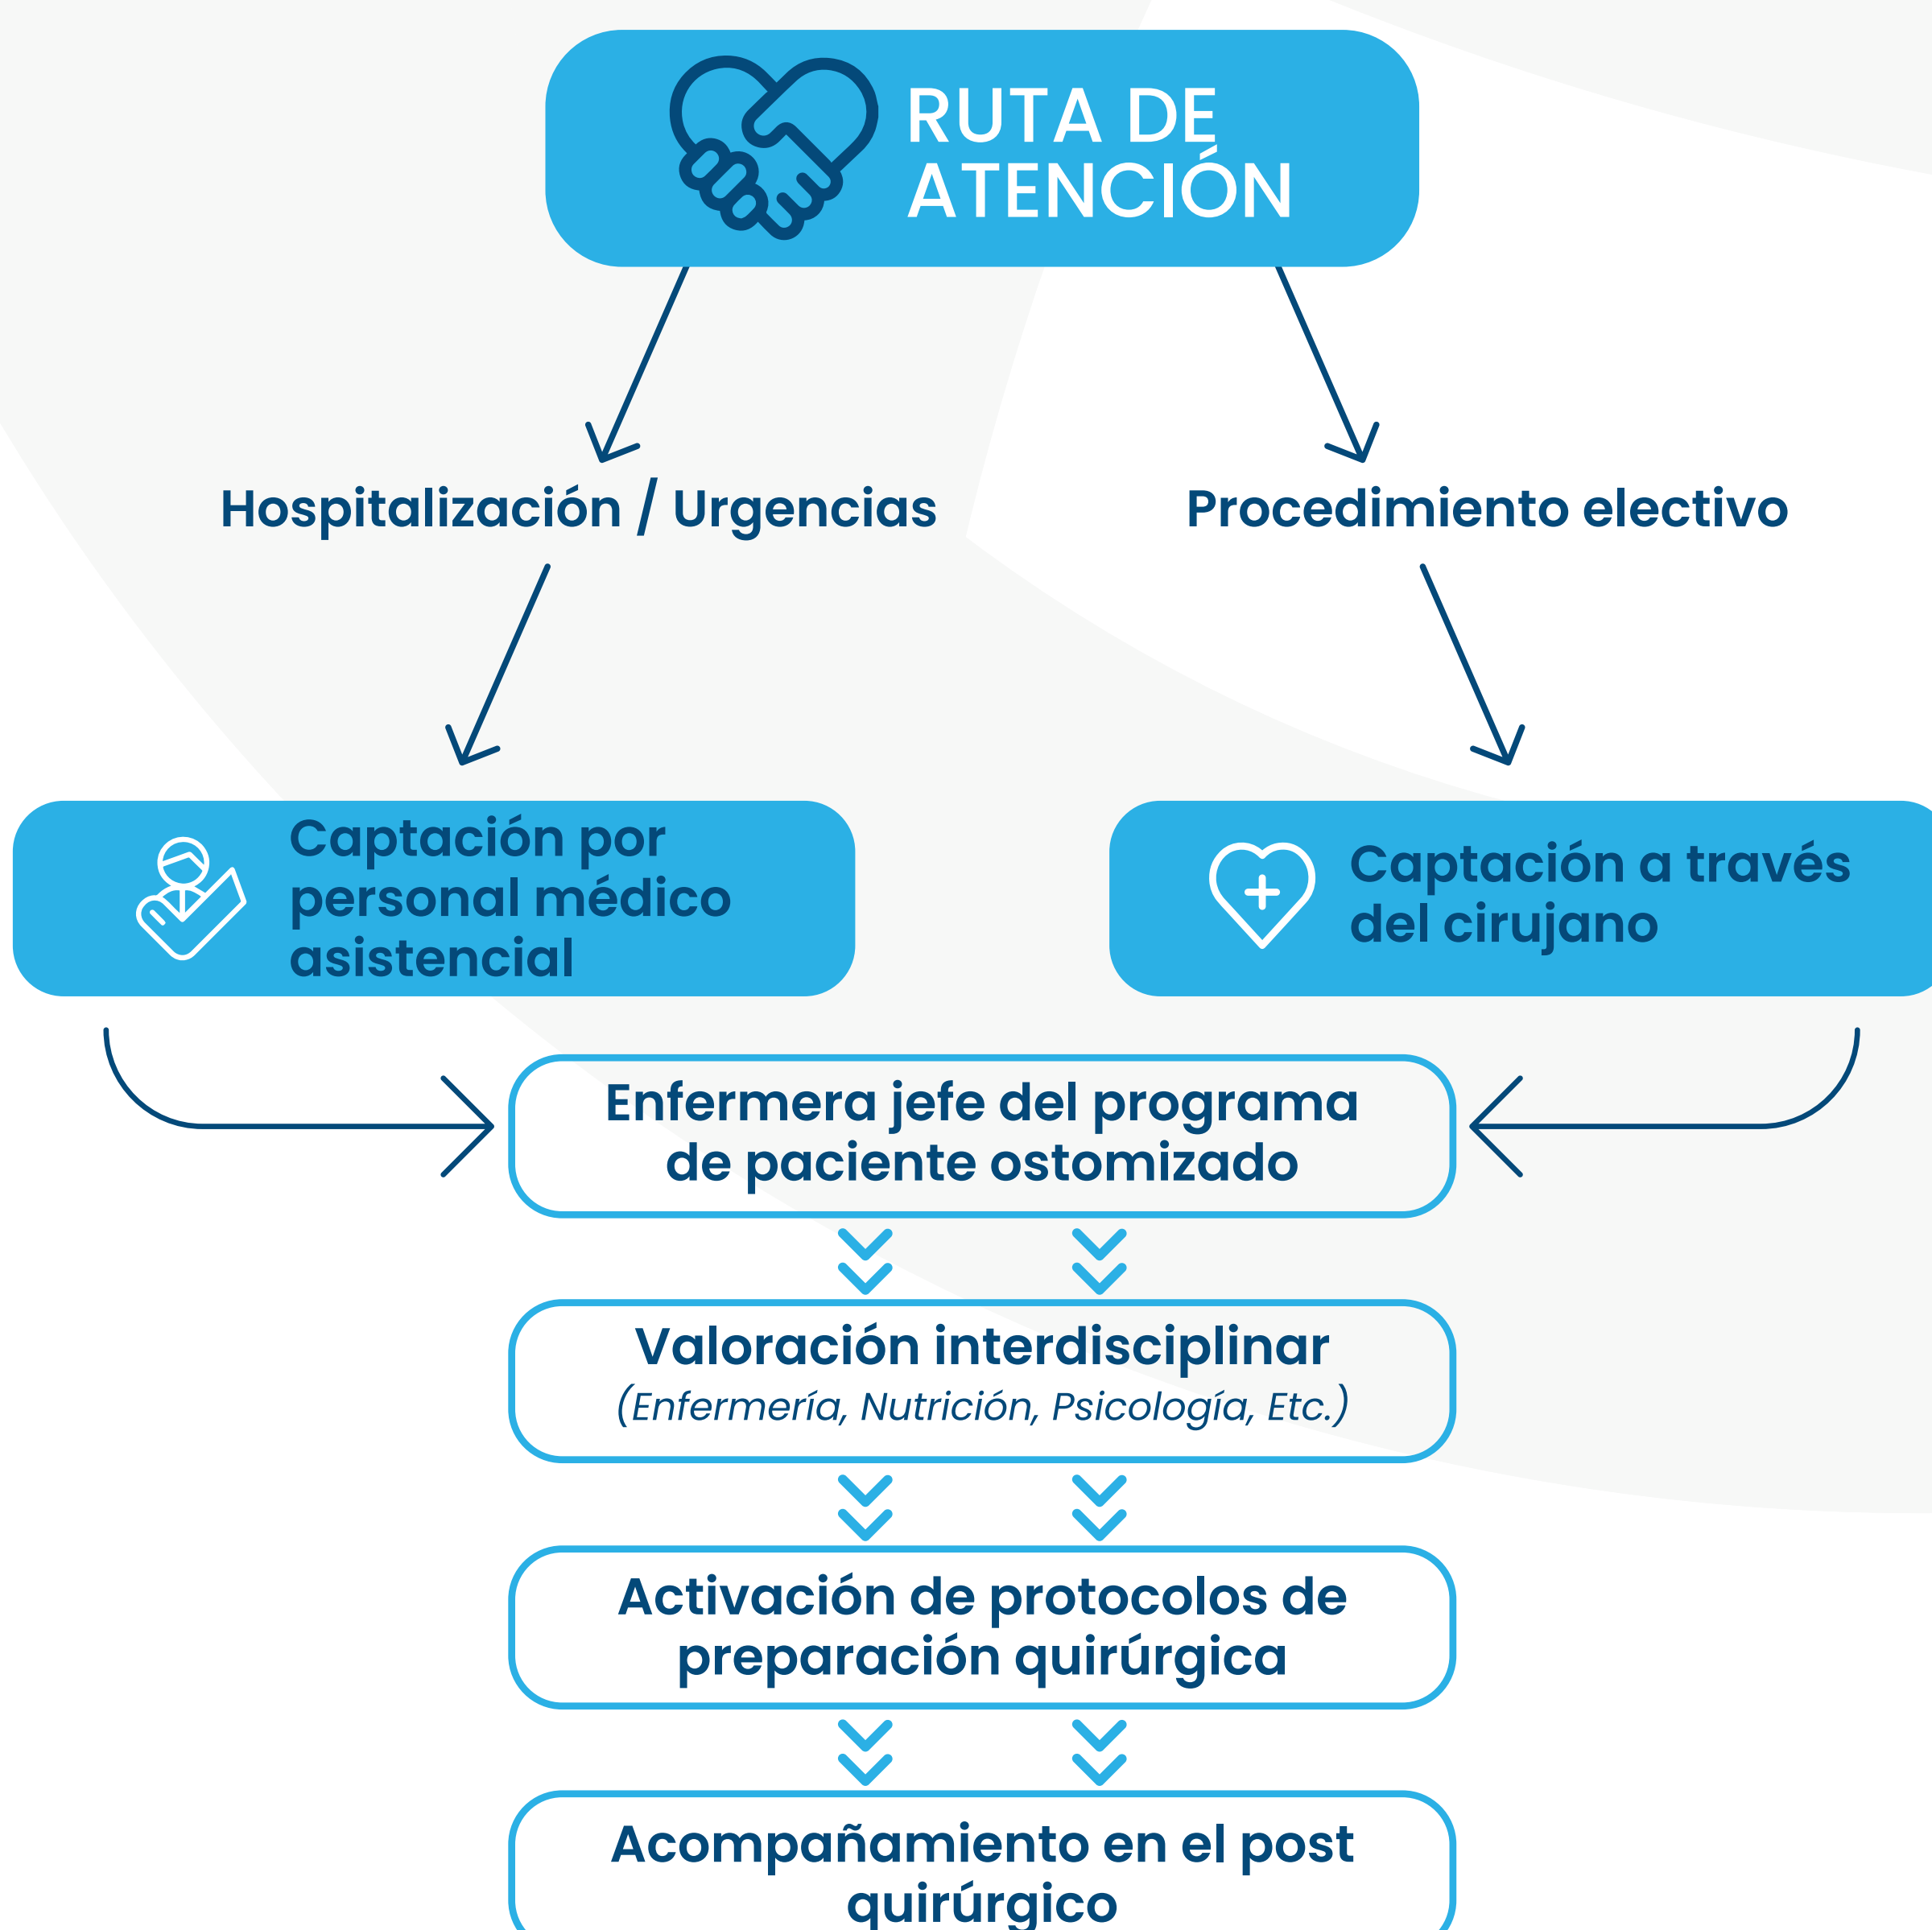 RUTA DE
ATENCIÓN
Hospitalización / Urgencias
Procedimiento electivo
Captación por
personal médico
asistencial
Captación a través
del cirujano
Enfermera jefe del programa
de paciente ostomizado
Valoración interdisciplinar
(Enfermería, Nutrición, Psicología, Etc.)
Activación de protocolos de
preparación quirúrgica
Acompañamiento en el post
quirúrgico